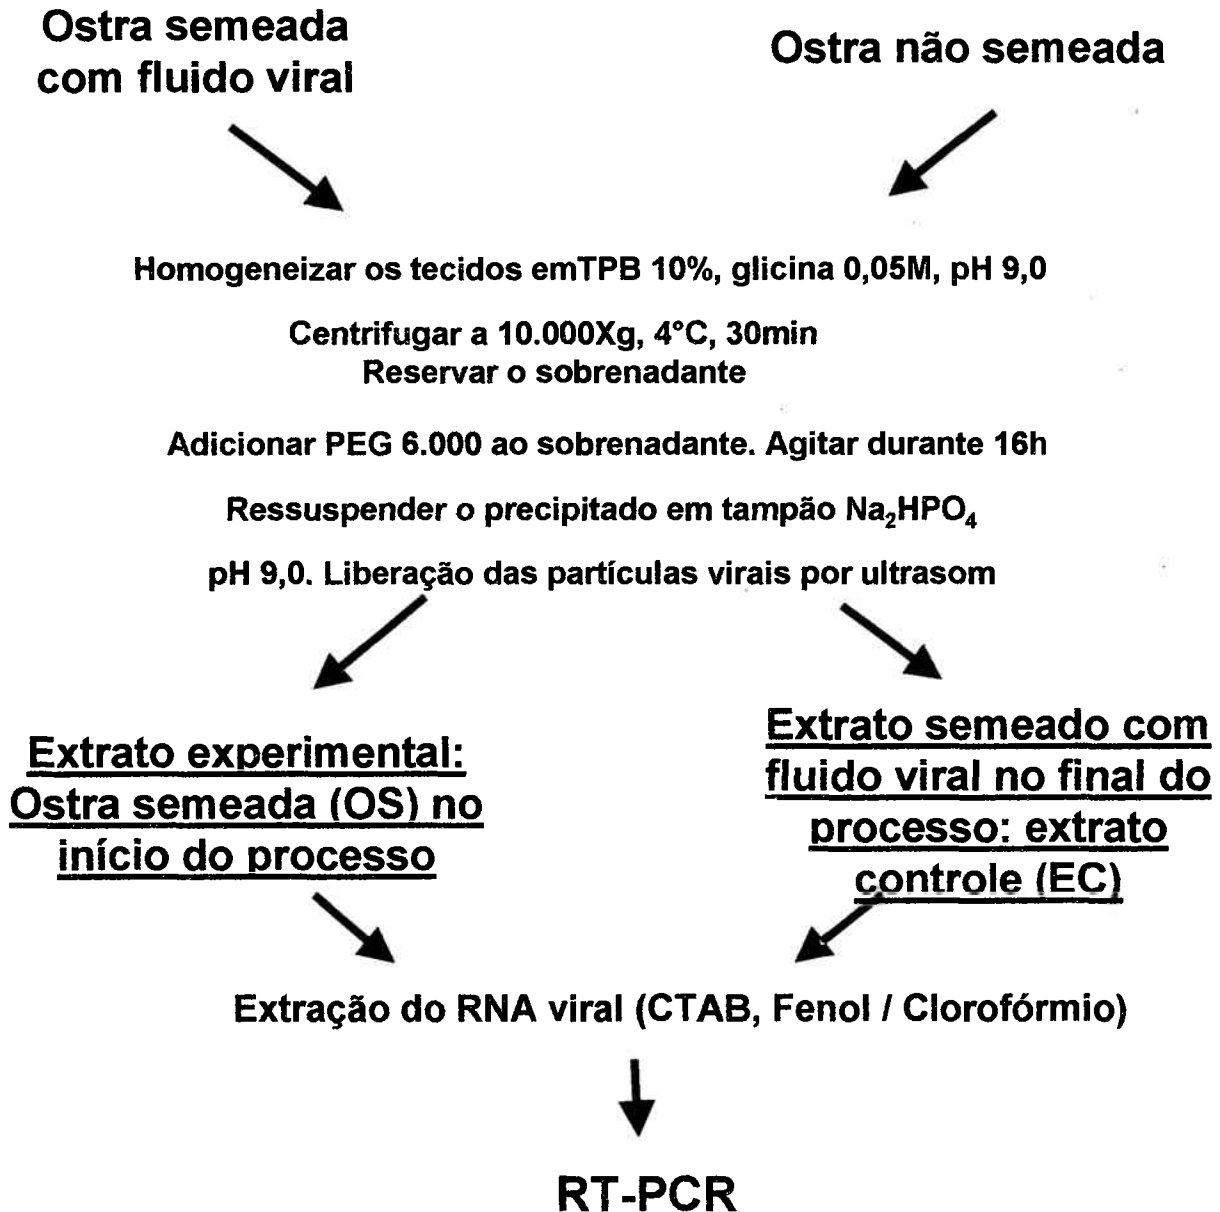 Ostra semeada
com fluido viral
Ostra não semeada
Homogeneizar os tecidos emTPB 10%, glicina 0,05M, pH 9,0
Centrifugar a 10.000Xg, 4°C, 30min
Reservar o sobrenadante
Adicionar PEG 6.000 ao sobrenadante. Agitar durante 16h
Ressuspender o precipitado em tampão Na₂HPO₄
pH 9,0. Liberação das partículas virais por ultrasom
Extrato experimental:
Ostra semeada (OS) no
início do processo
Extrato semeado com
fluido viral no final do
processo: extrato
controle (EC)
Extração do RNA viral (CTAB, Fenol / Clorofórmio)
RT-PCR